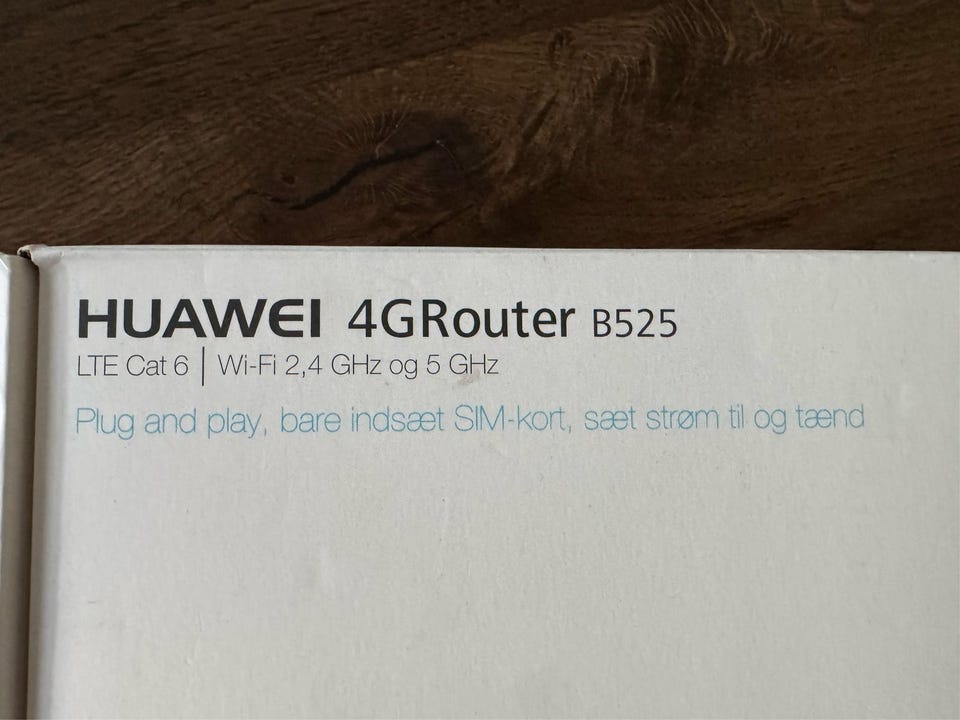 HUAWEI 4GRouter B525
LTE Cat 6 | Wi-Fi 2,4 GHz og 5 GHz
Plug and play, bare indsæt SIM-kort, sæt strøm til og tænd